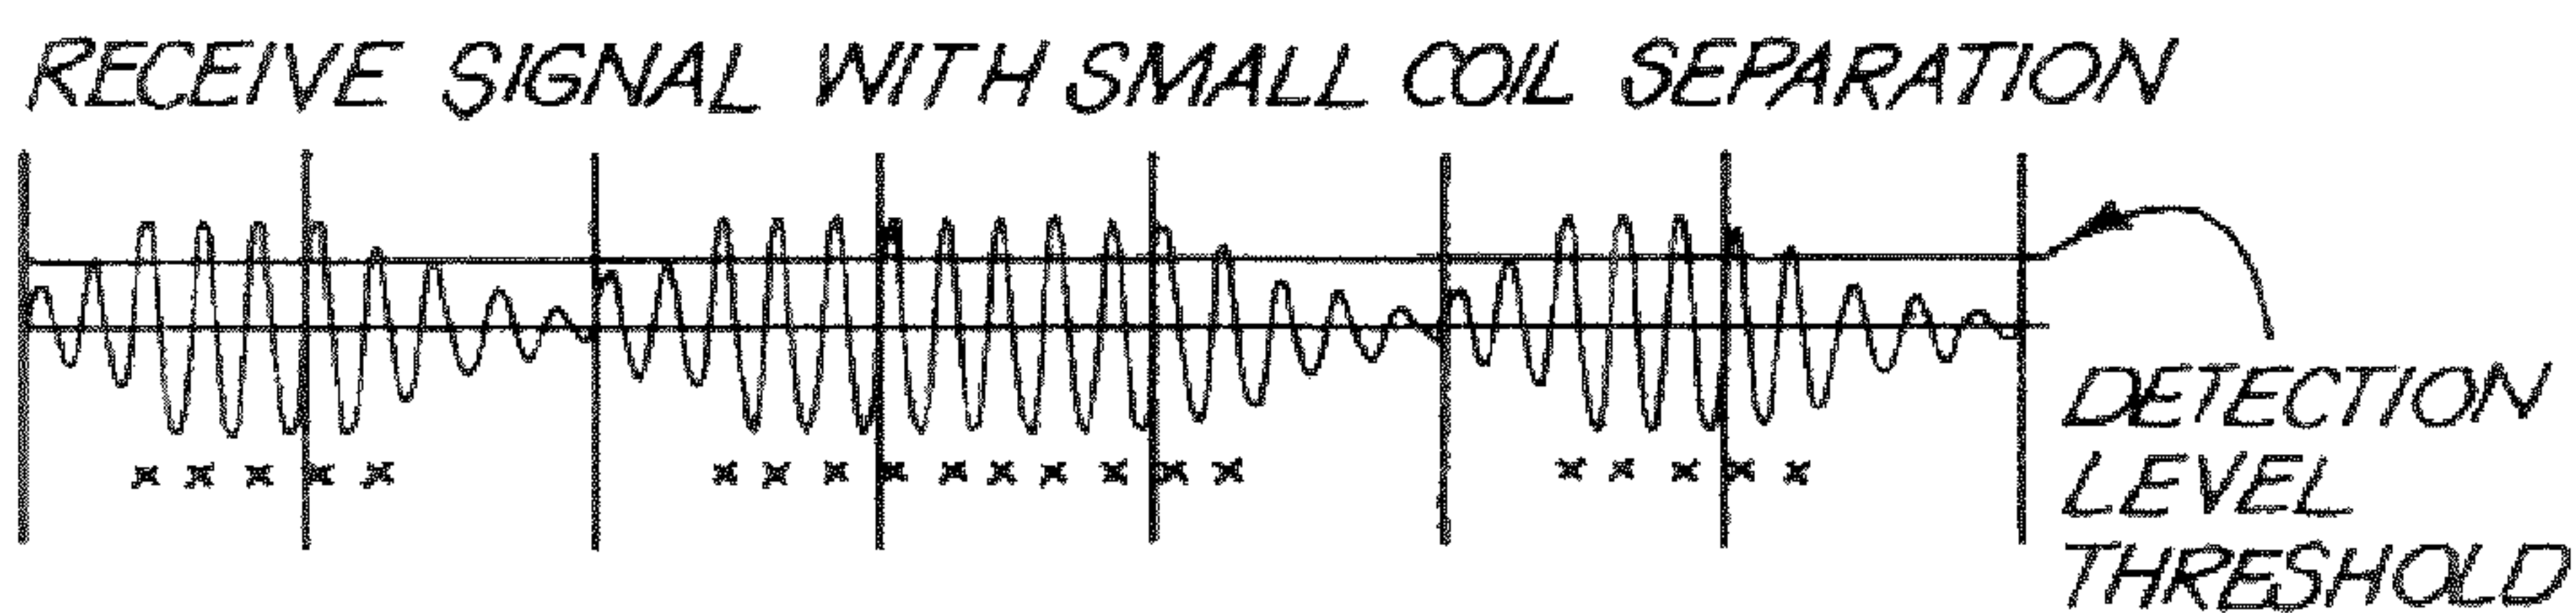 RECEIVE SIGNAL WITH SMALL COIL SEPARATION
x x x x x x x x x x x x x x x x x x x x
DETECTION
LEVEL
THRESHOLD